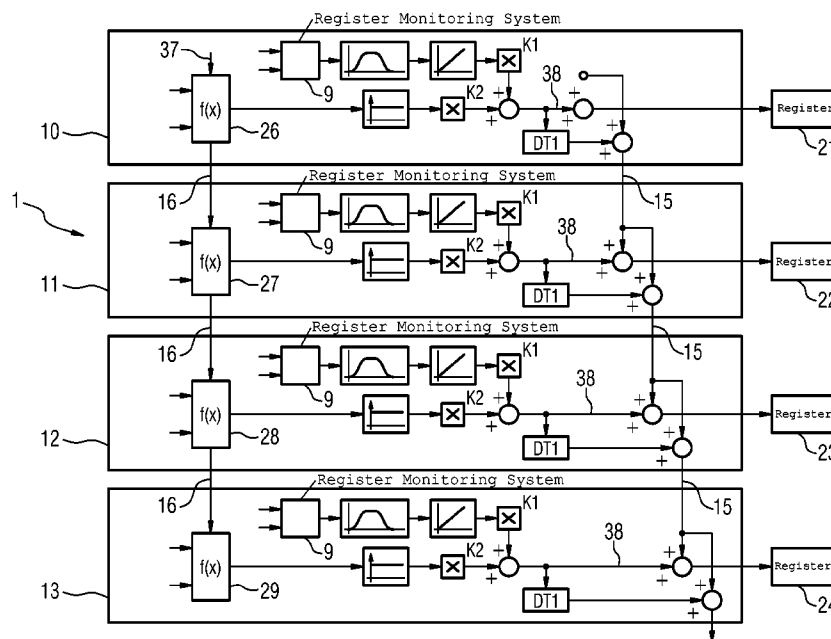 Register Monitoring System
37
K1
9
K2
38
f(x)
26
DT1
Register
10
21
16
15
Register Monitoring System
1
K1
9
K2
38
f(x)
27
DT1
Register
11
22
16
15
Register Monitoring System
K1
9
K2
38
f(x)
28
DT1
Register
12
23
16
15
Register Monitoring System
K1
9
K2
38
f(x)
29
DT1
Register
13
24